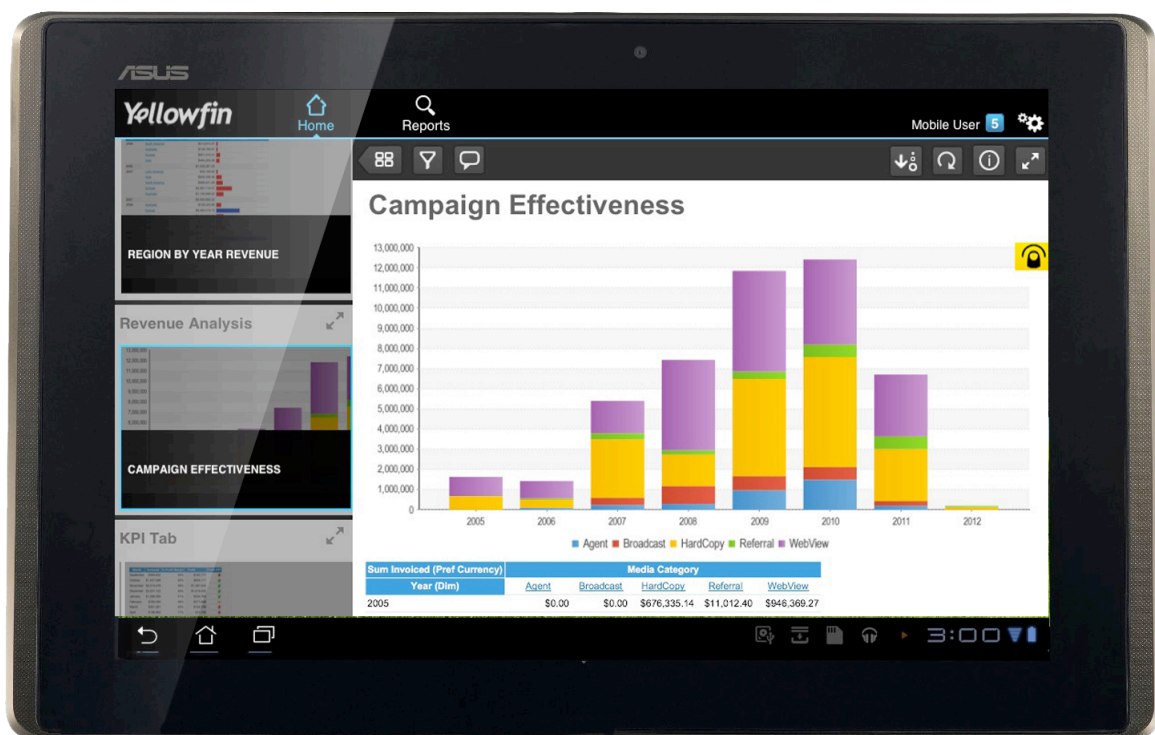 ASUS
Yellowfin
Home
Reports
Mobile User 5
REGION BY YEAR REVENUE
Revenue Analysis
CAMPAIGN EFFECTIVENESS
KPI Tab
Campaign Effectiveness
13,000,000
12,000,000
11,000,000
10,000,000
9,000,000
8,000,000
7,000,000
6,000,000
5,000,000
4,000,000
3,000,000
2,000,000
1,000,000
0
2005 2006 2007 2008 2009 2010 2011 2012
Agent Broadcast HardCopy Referral WebView
Sum Invoiced (Pref Currency) Media Category
Year (Dim) Agent Broadcast HardCopy Referral WebView
2005 $0.00 $0.00 $676,335.14 $11,012.40 $946,369.27
3:00